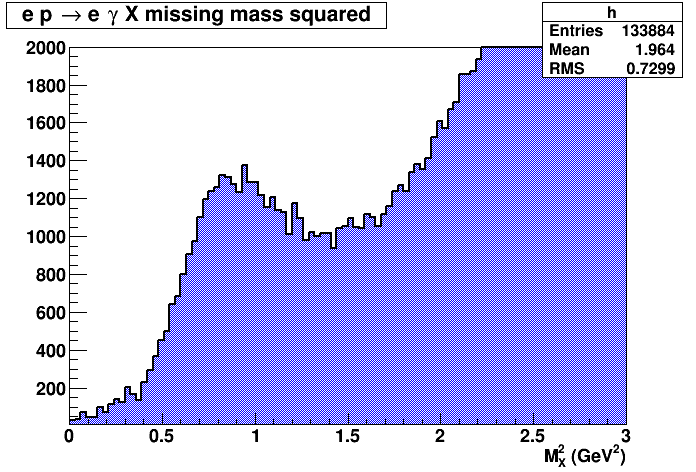 e p → e γ X missing mass squared
h
Entries 133884
Mean 1.964
RMS 0.7299
2000
1800
1600
1400
1200
1000
800
600
400
200
0 0.5 1 1.5 2 2.5 3
M²_X (GeV²)